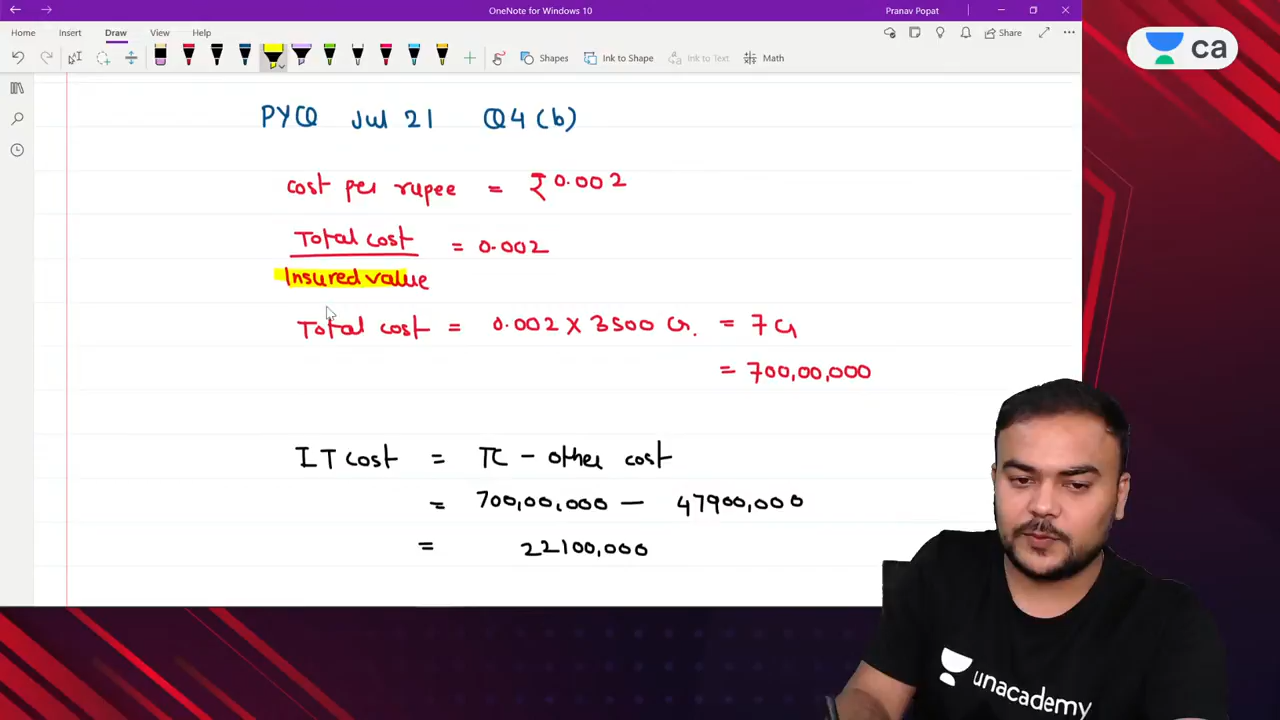 OneNote for Windows 10
Pranav Popat
Home Insert Draw View Help
Share
Shapes
Ink to Shape
Ink to Text
Math
ca
PYCQ Jul 21 Q4 (b)
cost per rupee = ₹0.002
Total cost = 0.002
Insured value
Total cost = 0.002 x 3500 Cr. = 7 Cr
= 700,00,000
IT cost = TC - other cost
= 700,00,000 - 47900,000
= 22100,000
unacademy